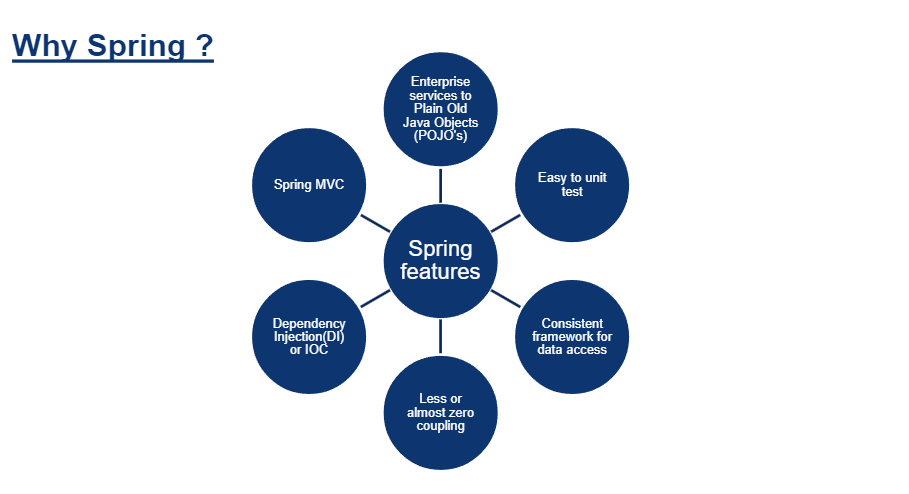 Why Spring ?
Enterprise
services to
Plain Old
Java Objects
(POJO's)
Easy to unit
test
Consistent
framework for
data access
Less or
almost zero
coupling
Dependency
Injection(DI)
or IOC
Spring MVC
Spring
features